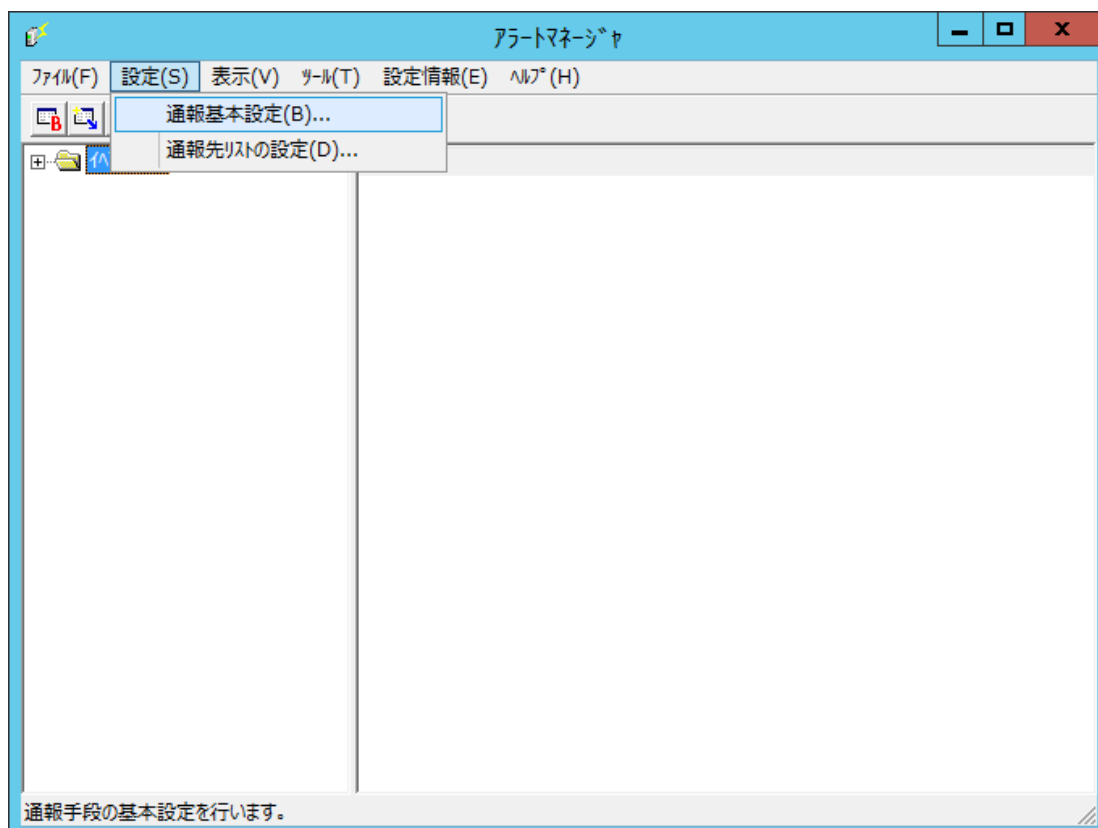 ｱﾗｰﾄﾏﾈｰｼﾞｬ
ﾌｧｲﾙ(F) 設定(S) 表示(V) ﾂｰﾙ(T) 設定情報(E) ﾍﾙﾌﾟ(H)
B
通報基本設定(B)...
通報先ﾘｽﾄの設定(D)...
ｲﾍ
通報手段の基本設定を行います。